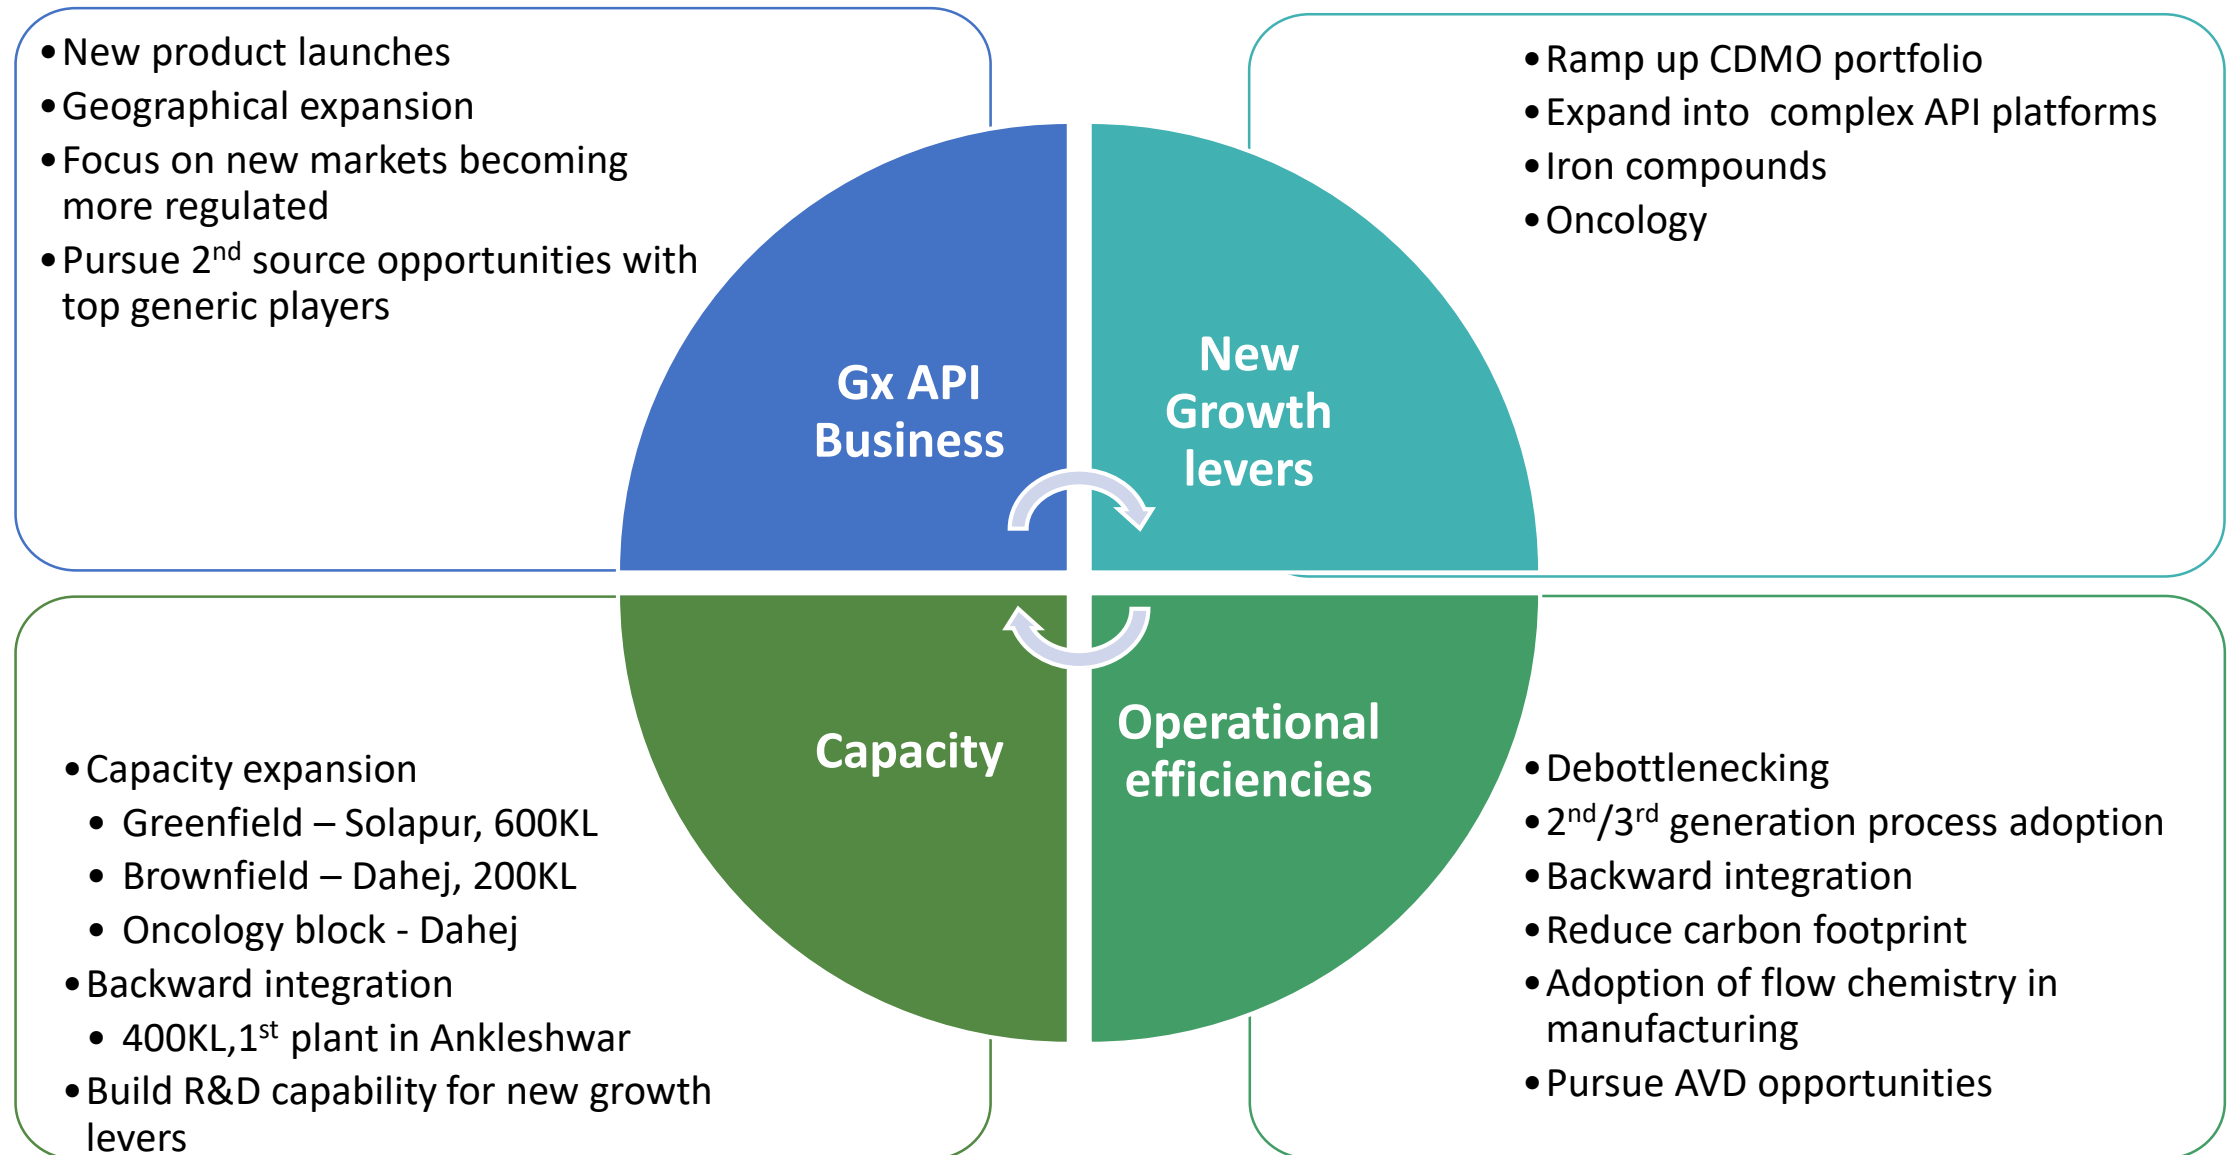 •New product launches
•Geographical expansion
•Focus on new markets becoming
more regulated
•Pursue 2nd source opportunities with
top generic players
•Ramp up CDMO portfolio
•Expand into  complex API platforms
•Iron compounds
•Oncology
Gx API
Business
New
Growth
levers
Capacity
Operational
efficiencies
•Capacity expansion
• Greenfield – Solapur, 600KL
• Brownfield – Dahej, 200KL
• Oncology block - Dahej
•Backward integration
• 400KL,1st plant in Ankleshwar
•Build R&D capability for new growth
levers
•Debottlenecking
•2nd/3rd generation process adoption
•Backward integration
•Reduce carbon footprint
•Adoption of flow chemistry in
manufacturing
•Pursue AVD opportunities